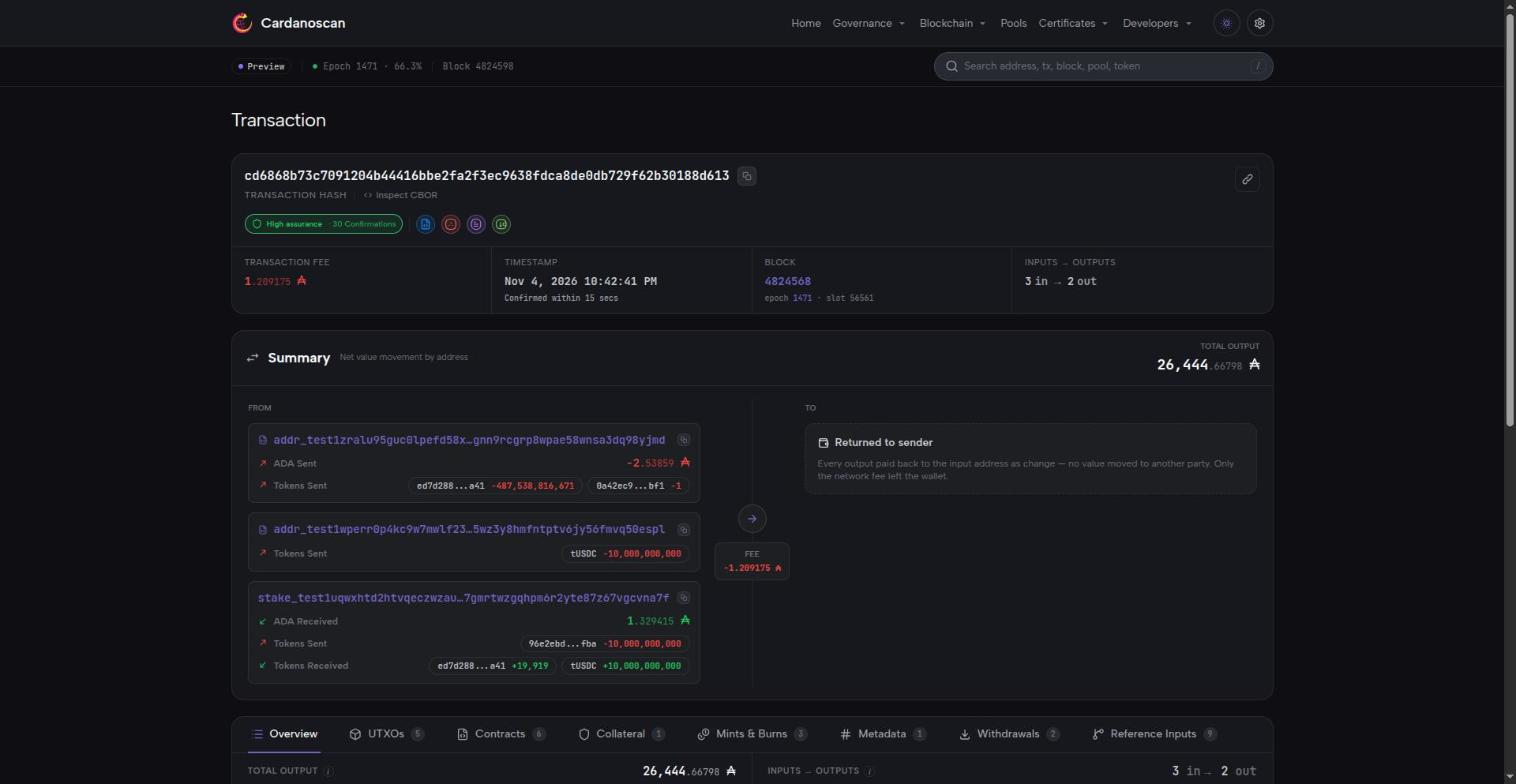 Cardanoscan
Home Governance Blockchain Pools Certificates Developers
Preview Epoch 1471 · 66.3% Block 4824598
Search address, tx, block, pool, token /
Transaction
cd6868b73c7091204b44416bbe2fa2f3ec9638fdca8de0db729f62b30188d613
TRANSACTION HASH <> Inspect CBOR
High assurance · 30 Confirmations
TRANSACTION FEE TIMESTAMP BLOCK INPUTS → OUTPUTS
1.209175 ₳ Nov 4, 2026 10:42:41 PM 4824568 3 in → 2 out
Confirmed within 15 secs epoch 1471 · slot 56561
Summary Net value movement by address
TOTAL OUTPUT
26,444.66798 ₳
FROM
addr_test1zralu95guc0lpefd58x…gnn9rcgrp8wpae58wnsa3dq98yjmd
ADA Sent -2.53859 ₳
Tokens Sent ed7d288...a41 -487,538,816,671 0a42ec9...bf1 -1
addr_test1wperr0p4kc9w7mwlf23…5wz3y8hmfntptv6jy56fmvq50espl
Tokens Sent tUSDC -10,000,000,000
stake_test1uqwxhtd2htvqeczwzau…7gmrtwzgqhpm6r2yte87z67vgcvna7f
ADA Received 1.329415 ₳
Tokens Sent 96e2ebd...fba -10,000,000,000
Tokens Received ed7d288...a41 +19,919 tUSDC +10,000,000,000
FEE
-1.209175 ₳
TO
Returned to sender
Every output paid back to the input address as change — no value moved to another party. Only
the network fee left the wallet.
Overview UTXOs 5 Contracts 6 Collateral 1 Mints & Burns 3 Metadata 1 Withdrawals 2 Reference Inputs 9
TOTAL OUTPUT i 26,444.66798 ₳ INPUTS → OUTPUTS i 3 in → 2 out